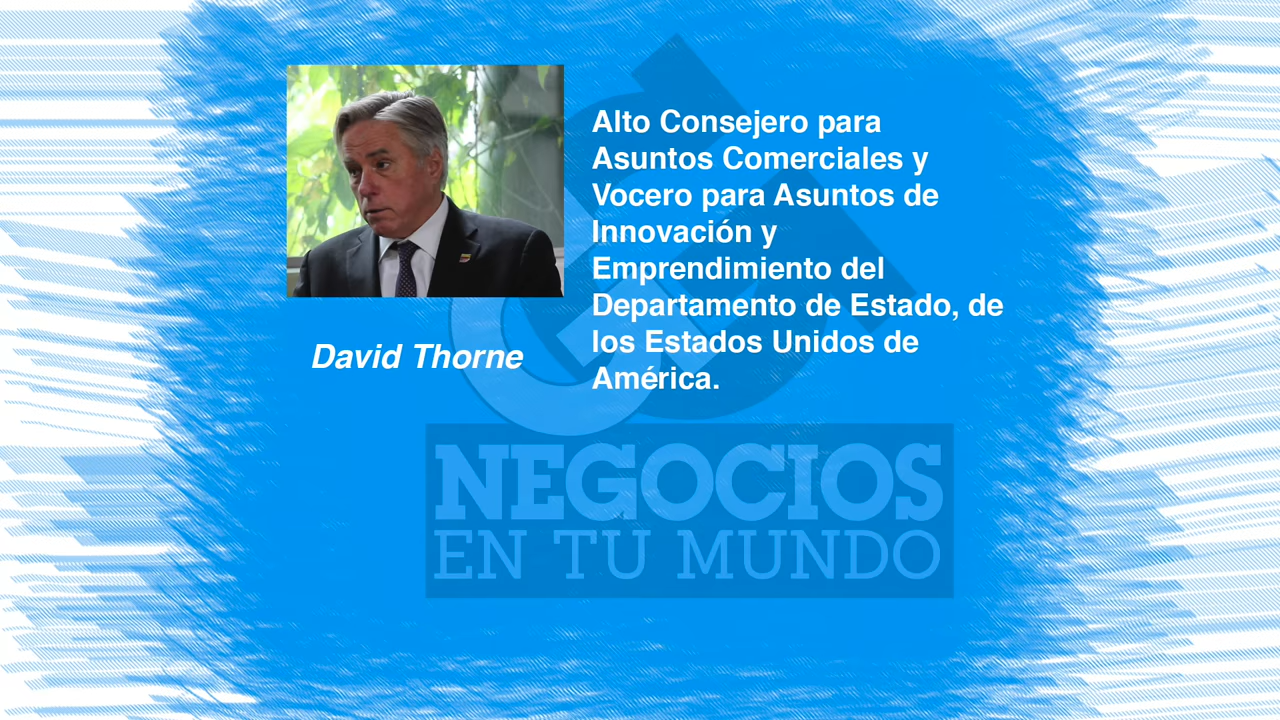 Alto Consejero para
Asuntos Comerciales y
Vocero para Asuntos de
Innovación y
Emprendimiento del
Departamento de Estado, de
los Estados Unidos de
América.
David Thorne
NEGOCIOS
EN TU MUNDO